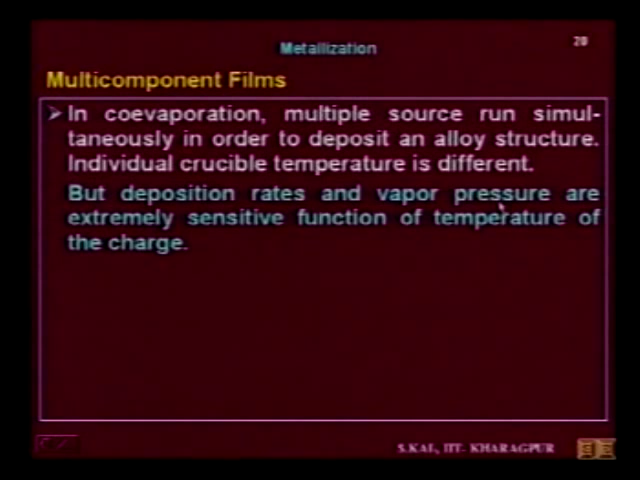 Metallization
20
Multicomponent Films
➢ In coevaporation, multiple source run simul-
taneously in order to deposit an alloy structure.
Individual crucible temperature is different.
But deposition rates and vapor pressure are
extremely sensitive function of temperature of
the charge.
S.KAL, IIT- KHARAGPUR